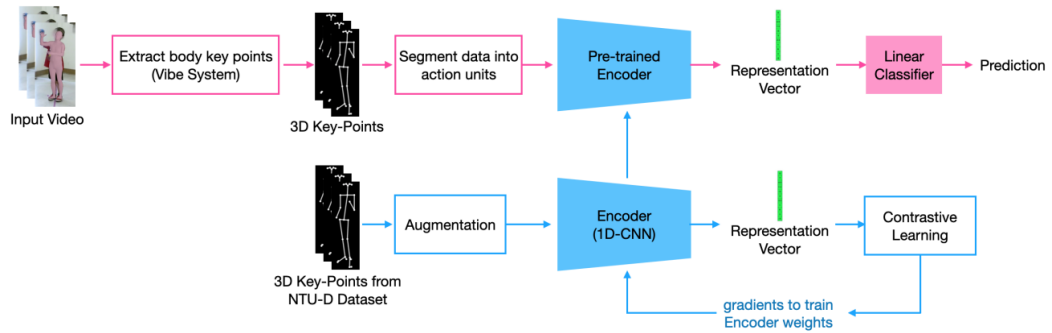 Input Video
Extract body key points
(Vibe System)
3D Key-Points
Segment data into
action units
Pre-trained
Encoder
Representation
Vector
Linear
Classifier
Prediction
3D Key-Points from
NTU-D Dataset
Augmentation
Encoder
(1D-CNN)
Representation
Vector
Contrastive
Learning
gradients to train
Encoder weights